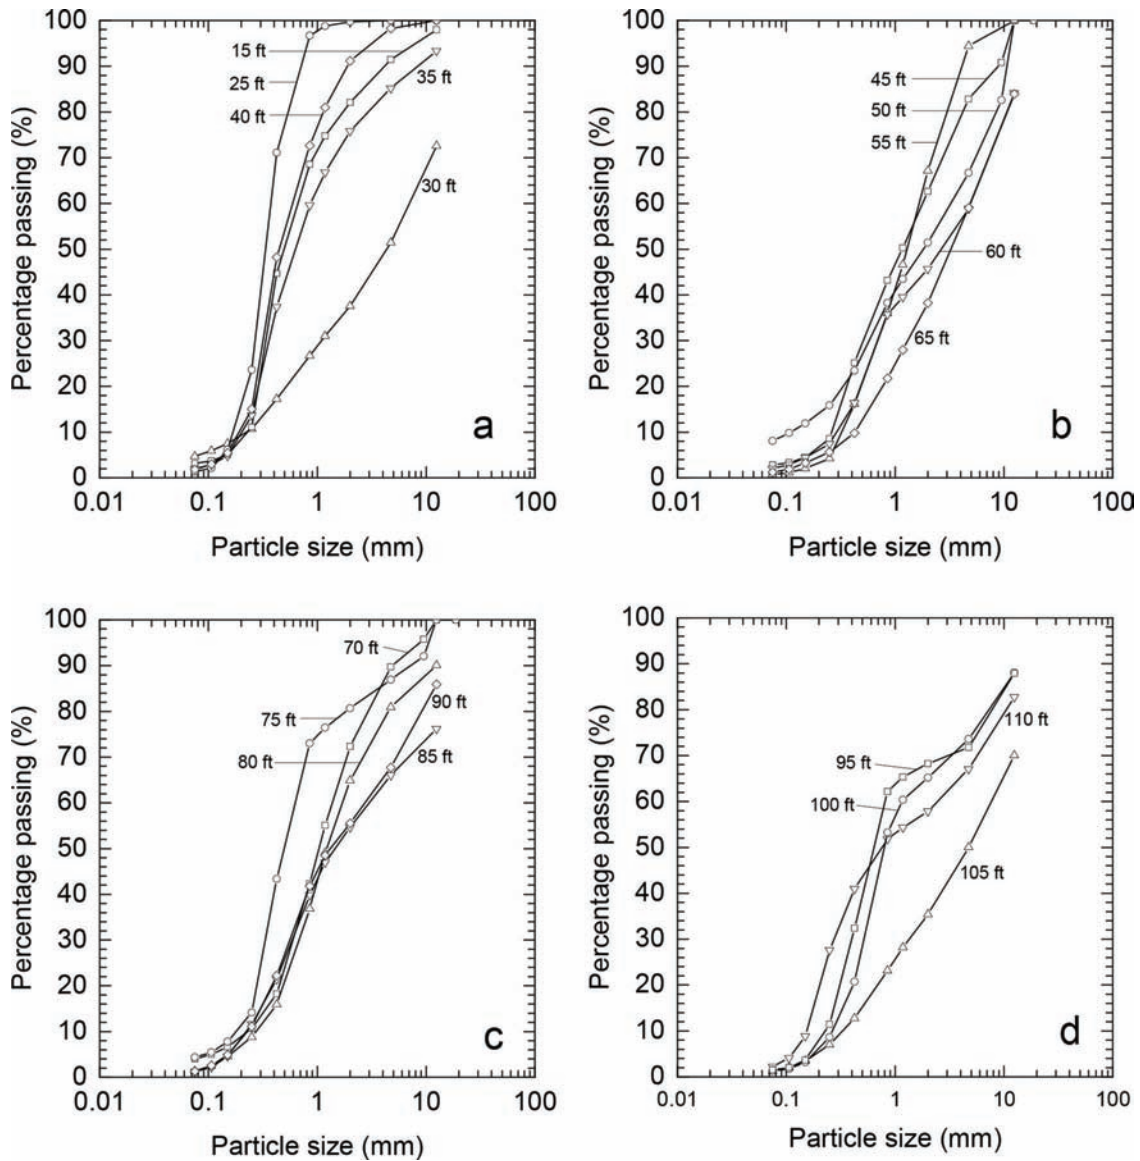 100
90
80
70
60
50
40
30
20
10
0
Percentage passing (%)
15 ft
25 ft
40 ft
35 ft
30 ft
a
0.01 0.1 1 10 100
Particle size (mm)
100
90
80
70
60
50
40
30
20
10
0
Percentage passing (%)
45 ft
50 ft
55 ft
60 ft
65 ft
b
0.01 0.1 1 10 100
Particle size (mm)
100
90
80
70
60
50
40
30
20
10
0
Percentage passing (%)
70 ft
75 ft
80 ft
90 ft
85 ft
c
0.01 0.1 1 10 100
Particle size (mm)
100
90
80
70
60
50
40
30
20
10
0
Percentage passing (%)
95 ft
100 ft
110 ft
105 ft
d
0.01 0.1 1 10 100
Particle size (mm)